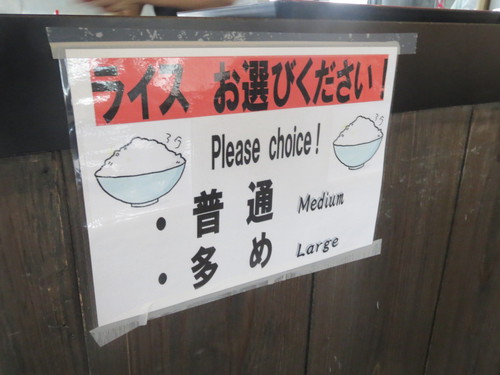 ライス お選びください!
Please choice!
・普通 Medium
・多め Large